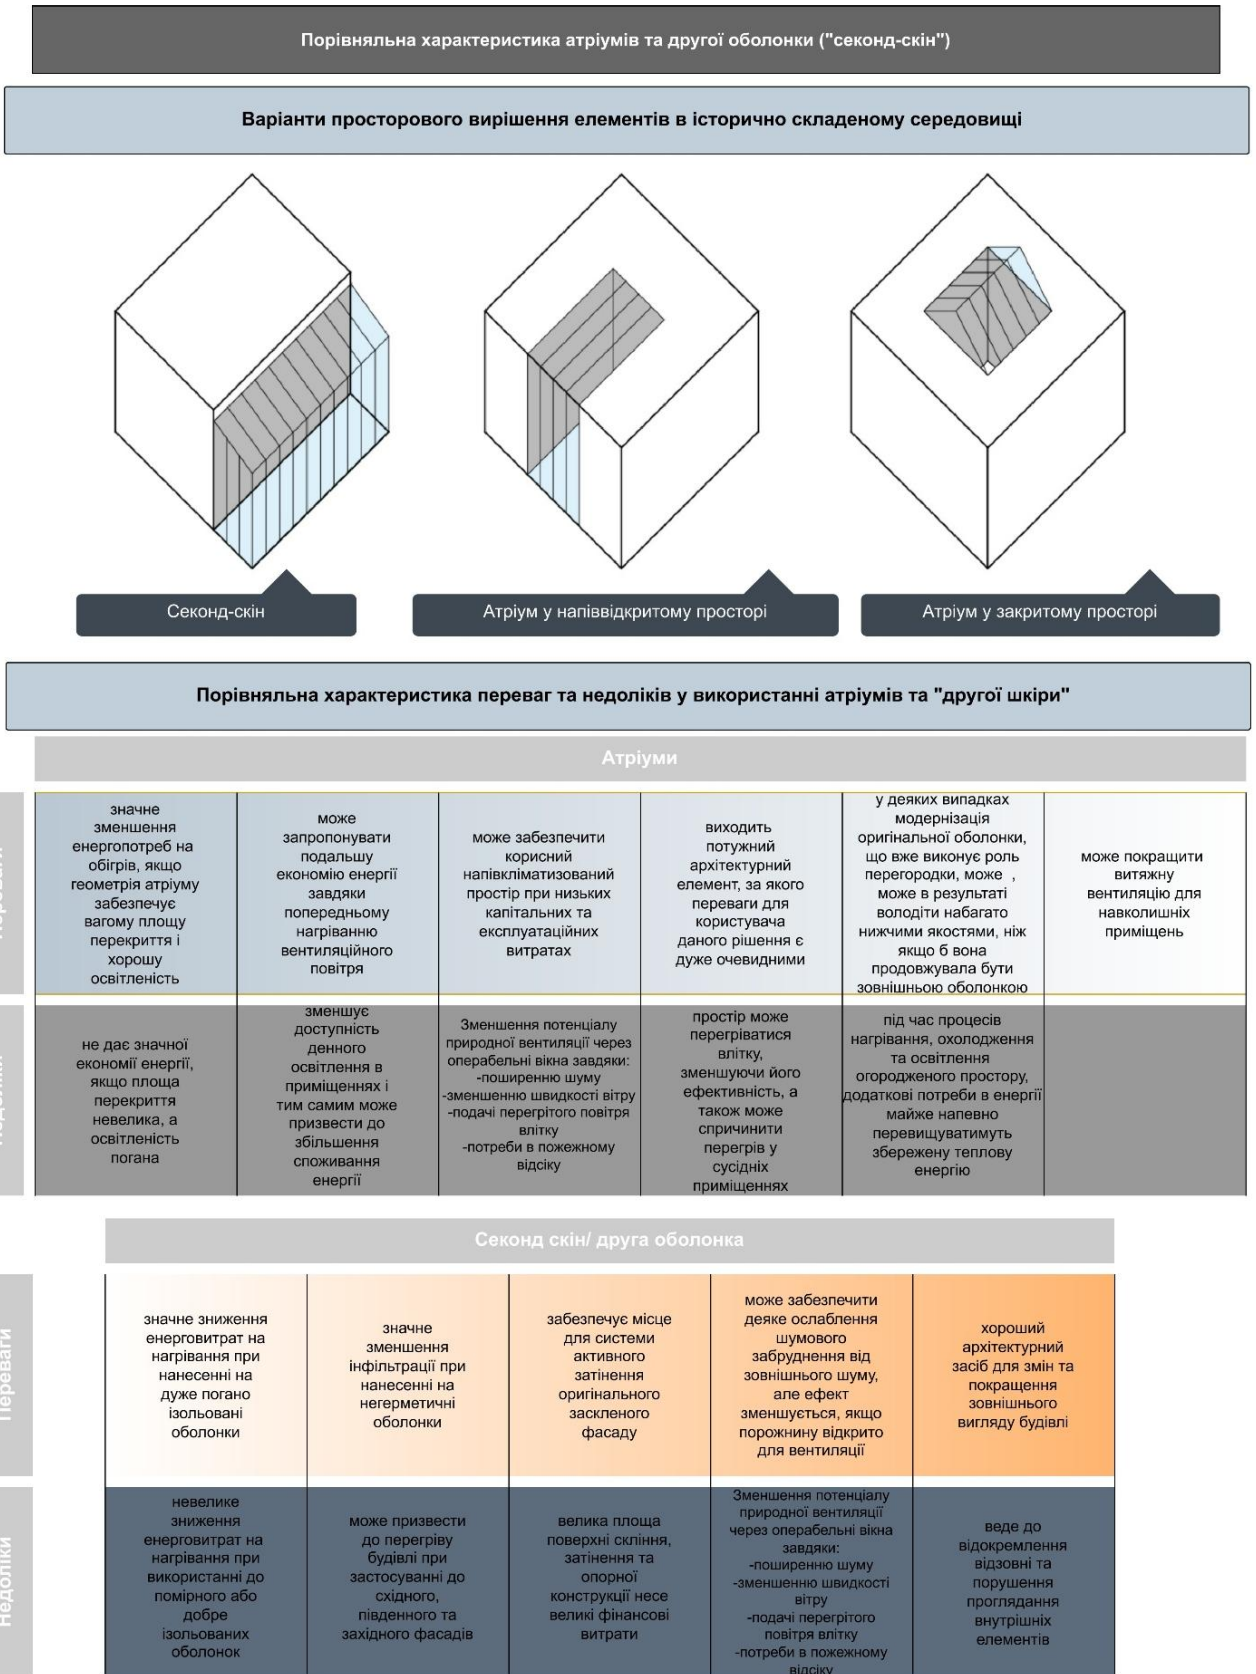 Порівняльна характеристика атріумів та другої оболонки ("секонд-скін")
Варіанти просторового вирішення елементів в історично складеному середовищі
Секонд-скін
Атріум у напіввідкритому просторі
Атріум у закритому просторі
Порівняльна характеристика переваг та недоліків у використанні атріумів та "другої шкіри"
Атріуми
значне
зменшення
енергопотреб на
обігрів, якщо
геометрія атріуму
забезпечує
вагому площу
перекриття і
хорошу
освітленість
може
запропонувати
подальшу
економію енергії
завдяки
попередньому
нагріванню
вентиляційного
повітря
може забезпечити
корисний
напівкліматизований
простір при низьких
капітальних та
експлуатаційних
витратах
виходить
потужний
архітектурний
елемент, за якого
переваги для
користувача
даного рішення є
дуже очевидними
у деяких випадках
модернізація
оригінальної оболонки,
що вже виконує роль
перегородки, може ,
може в результаті
володіти набагато
нижчими якостями, ніж
якщо б вона
продовжувала бути
зовнішньою оболонкою
може покращити
витяжну
вентиляцію для
навколишніх
приміщень
не дає значної
економії енергії,
якщо площа
перекриття
невелика, а
освітленість
погана
зменшує
доступність
денного
освітлення в
приміщеннях і
тим самим може
призвести до
збільшення
споживання
енергії
Зменшення потенціалу
природної вентиляції через
операбельні вікна завдяки:
-поширенню шуму
-зменшенню швидкості вітру
-подачі перегрітого повітря
влітку
-потреби в пожежному
відсіку
простір може
перегріватися
влітку,
зменшуючи його
ефективність, а
також може
спричинити
перегрів у
сусідніх
приміщеннях
під час процесів
нагрівання, охолодження
та освітлення
огородженого простору,
додаткові потреби в енергії
майже напевно
перевищуватимуть
збережену теплову
енергію
Секонд скін/ друга оболонка
Переваги
значне зниження
енерговитрат на
нагрівання при
нанесенні на
дуже погано
ізольовані
оболонки
значне
зменшення
інфільтрації при
нанесенні на
негерметичні
оболонки
забезпечує місце
для системи
активного
затінення
оригінального
заскленого
фасаду
може забезпечити
деяке ослаблення
шумового
забруднення від
зовнішнього шуму,
але ефект
зменшується, якщо
порожнину відкрито
для вентиляції
хороший
архітектурний
засіб для змін та
покращення
зовнішнього
вигляду будівлі
Недоліки
невелике
зниження
енерговитрат на
нагрівання при
використанні до
помірного або
добре
ізольованих
оболонок
може призвести
до перегріву
будівлі при
застосуванні до
східного,
південного та
західного фасадів
велика площа
поверхні скління,
затінення та
опорної
конструкції несе
великі фінансові
витрати
Зменшення потенціалу
природної вентиляції
через операбельні вікна
завдяки:
-поширенню шуму
-зменшенню швидкості
вітру
-подачі перегрітого
повітря влітку
-потреби в пожежному
відсіку
веде до
відокремлення
відзовні та
порушення
проглядання
внутрішніх
елементів